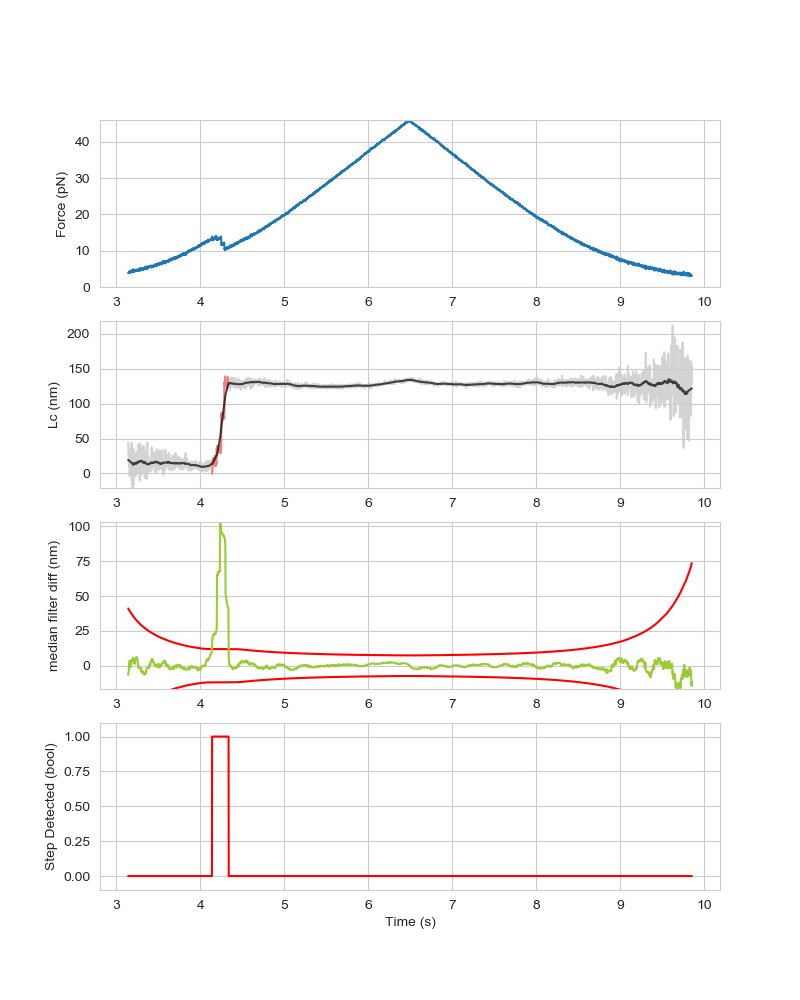 Force (pN)
40
30
20
10
0
3 4 5 6 7 8 9 10
Lc (nm)
200
150
100
50
0
3 4 5 6 7 8 9 10
median filter diff (nm)
100
75
50
25
0
3 4 5 6 7 8 9 10
Step Detected (bool)
1.00
0.75
0.50
0.25
0.00
3 4 5 6 7 8 9 10
Time (s)